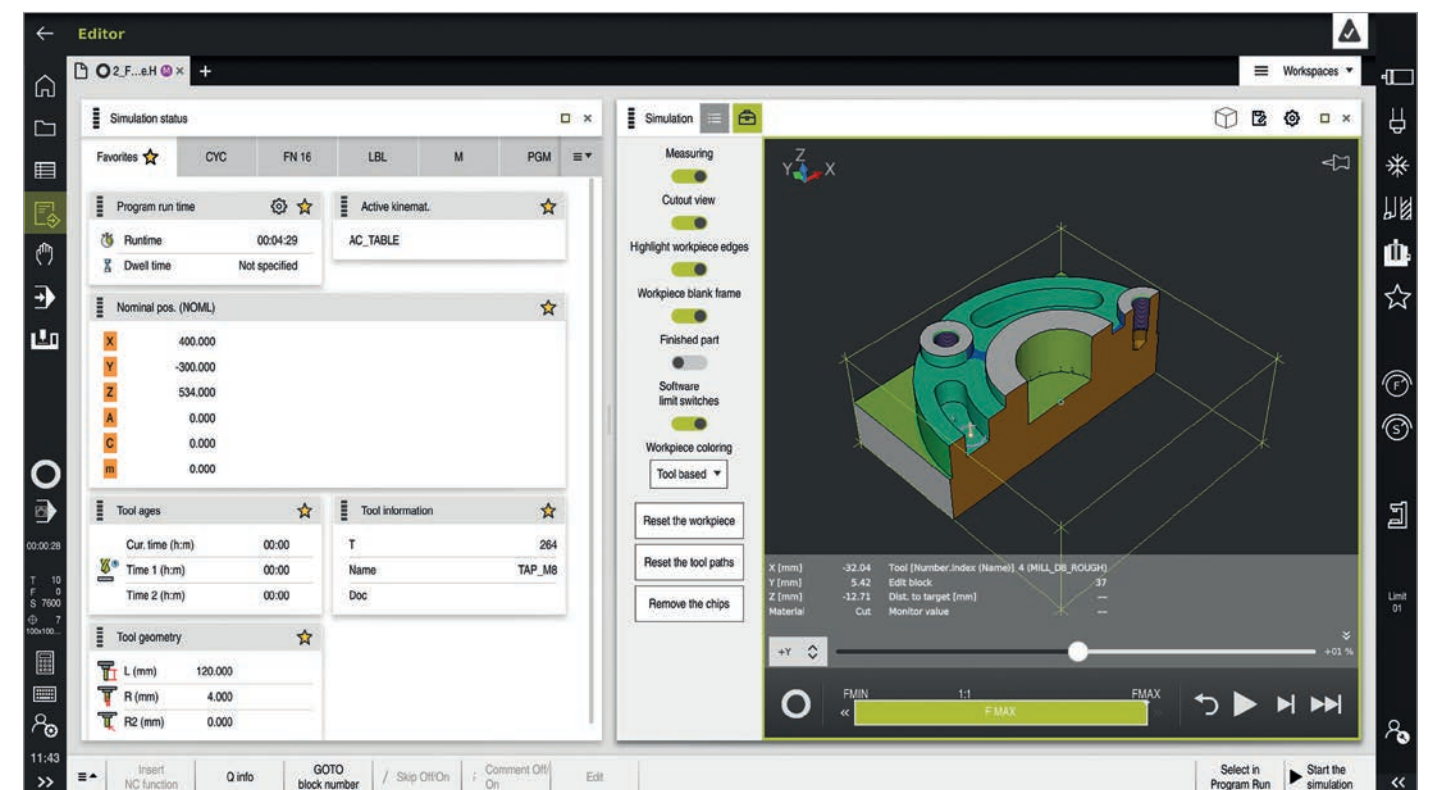 Editor
2_F...e.H M × +
Workspaces
Simulation status
Favorites CYC FN 16 LBL M PGM
Program run time
Runtime 00:04:29
Dwell time Not specified
Active kinemat.
AC_TABLE
Nominal pos. (NOML)
X 400.000
Y -300.000
Z 534.000
A 0.000
C 0.000
m 0.000
Tool ages
Cur. time (h:m) 00:00
Time 1 (h:m) 00:00
Time 2 (h:m) 00:00
Tool information
T 264
Name TAP_M8
Doc
Tool geometry
L (mm) 120.000
R (mm) 4.000
R2 (mm) 0.000
Simulation
Measuring
Cutout view
Highlight workpiece edges
Workpiece blank frame
Finished part
Software
limit switches
Workpiece coloring
Tool based
Reset the workpiece
Reset the tool paths
Remove the chips
Z
Y X
X [mm] -32.04 Tool [Number.Index (Name)] 4 (MILL_D8_ROUGH)
Y [mm] 5.42 Edit block 37
Z [mm] -12.71 Dist. to target [mm] ---
Material Cut Monitor value ---
+Y +01 %
FMIN 1:1 FMAX
F MAX
00:00:28
T 10
F 0
S 7600
7
100x100...
11:43
F
S
Limit
01
Insert
NC function
Q info
GOTO
block number
/ Skip Off/On
; Comment Off/
On
Edit
Select in
Program Run
Start the
simulation